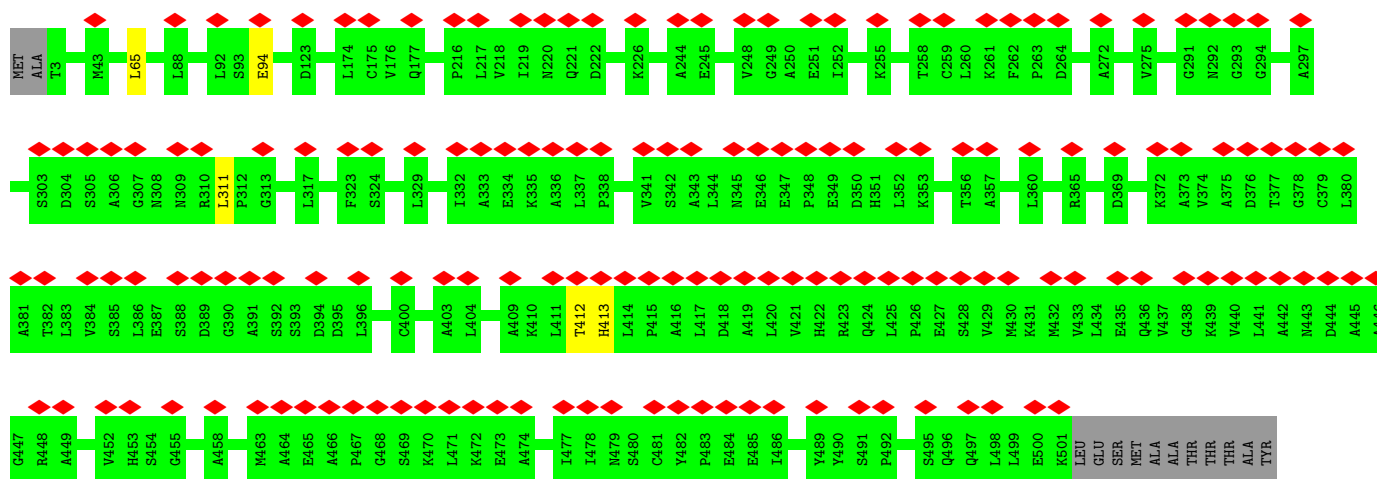 MET ALA T3 M43 L65 L88 L92 S93 E94 D123 L174 C175 V176 Q177 P216 L217 V218 I219 N220 Q221 D222 K226 A244 E245 V248 G249 A250 E251 I252 K255 T258 C259 L260 K261 F262 P263 D264 A272 V275 G291 N292 G293 G294 A297
S303 D304 S305 A306 G307 N308 N309 R310 L311 P312 G313 L317 F323 S324 L329 I332 A333 E334 K335 A336 L337 P338 V341 S342 A343 L344 N345 E346 E347 P348 E349 D350 H351 L352 K353 T356 A357 L360 R365 D369 K372 A373 V374 A375 D376 T377 G378 C379 L380
A381 T382 L383 V384 S385 L386 E387 S388 D389 G390 A391 S392 S393 D394 D395 L396 C400 A403 L404 A409 K410 L411 T412 H413 L414 P415 A416 L417 D418 A419 L420 V421 H422 R423 Q424 L425 P426 E427 S428 V429 M430 K431 M432 V433 L434 E435 Q436 V437 G438 K439 V440 L441 A442 N443 D444 A445 A446
G447 R448 A449 V452 H453 S454 G455 A458 M463 A464 E465 A466 P467 G468 S469 K470 L471 K472 E473 A474 I477 I478 N479 S480 C481 Y482 P483 E484 E485 I486 Y489 Y490 S491 P492 S495 Q496 Q497 L498 L499 E500 K501 LEU GLU SER MET ALA ALA THR THR THR ALA TYR